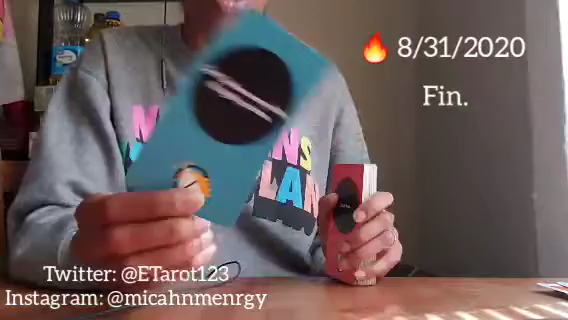 🔥 8/31/2020
Fin.
Twitter: @ETarot123
Instagram: @micahnmenrgy